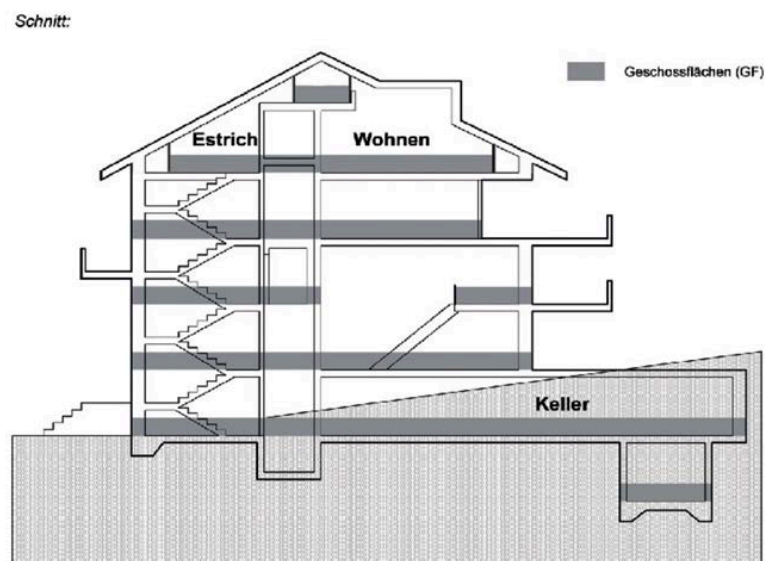 Schnitt:
Geschossflächen (GF)
Estrich
Wohnen
Keller